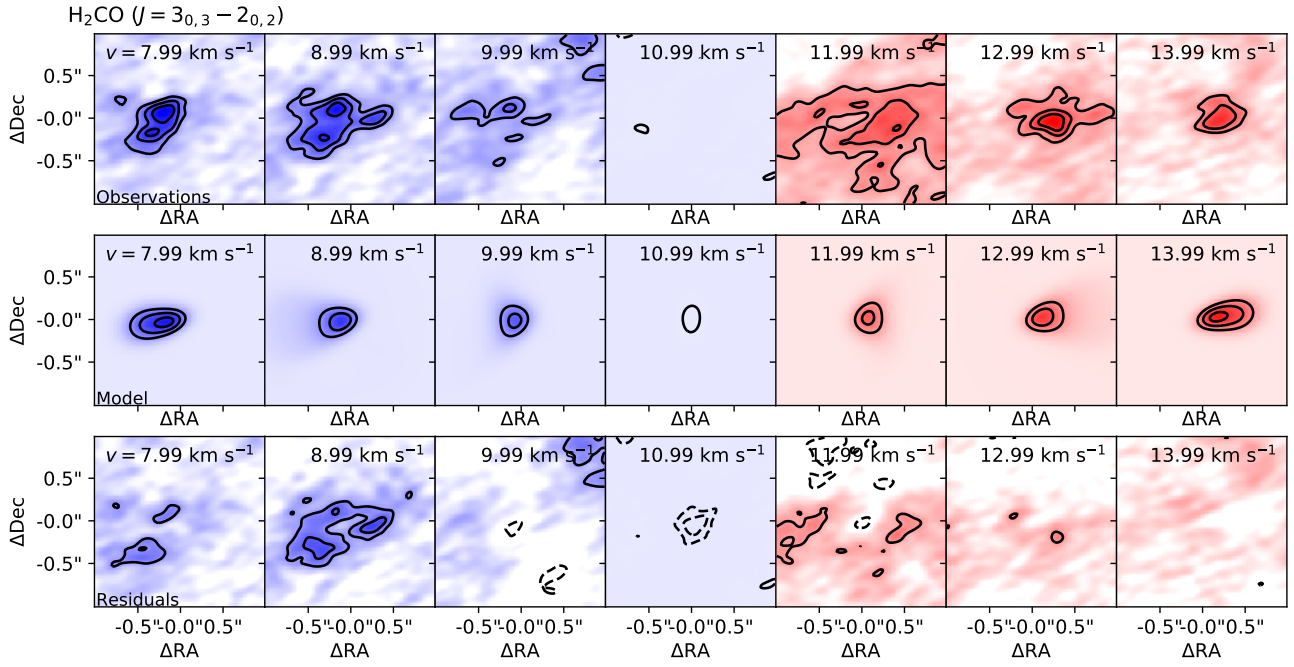 H₂CO (J = 3₀,₃ − 2₀,₂)
v = 7.99 km s⁻¹ 8.99 km s⁻¹ 9.99 km s⁻¹ 10.99 km s⁻¹ 11.99 km s⁻¹ 12.99 km s⁻¹ 13.99 km s⁻¹
0.5"
-0.0"
-0.5"
ΔDec
Observations
ΔRA ΔRA ΔRA ΔRA ΔRA ΔRA ΔRA
v = 7.99 km s⁻¹ 8.99 km s⁻¹ 9.99 km s⁻¹ 10.99 km s⁻¹ 11.99 km s⁻¹ 12.99 km s⁻¹ 13.99 km s⁻¹
0.5"
-0.0"
-0.5"
ΔDec
Model
ΔRA ΔRA ΔRA ΔRA ΔRA ΔRA ΔRA
v = 7.99 km s⁻¹ 8.99 km s⁻¹ 9.99 km s⁻¹ 10.99 km s⁻¹ 11.99 km s⁻¹ 12.99 km s⁻¹ 13.99 km s⁻¹
0.5"
-0.0"
-0.5"
ΔDec
Residuals
-0.5"-0.0"0.5" -0.5"-0.0"0.5" -0.5"-0.0"0.5" -0.5"-0.0"0.5" -0.5"-0.0"0.5" -0.5"-0.0"0.5" -0.5"-0.0"0.5"
ΔRA ΔRA ΔRA ΔRA ΔRA ΔRA ΔRA